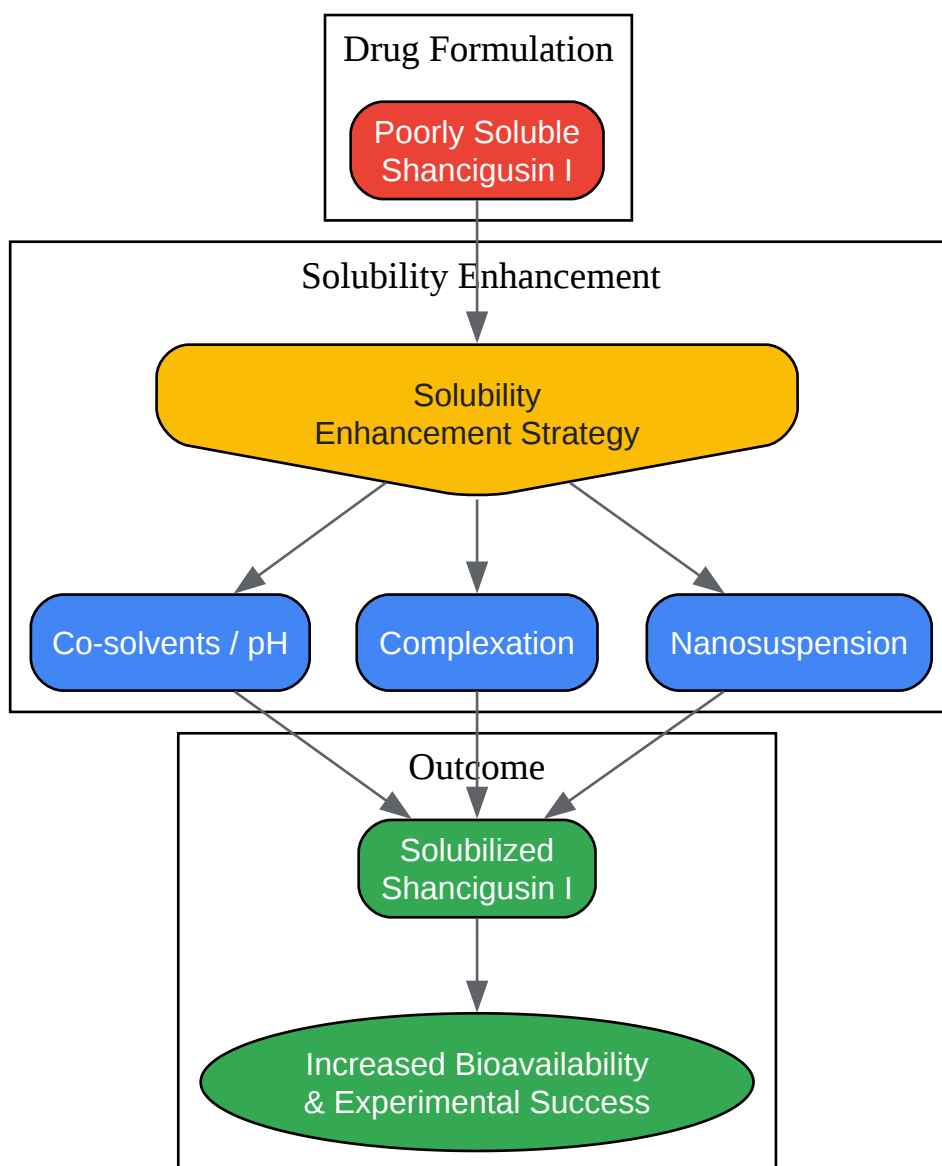 Drug Formulation
Poorly Soluble
Shancigusin I
Solubility Enhancement
Solubility
Enhancement Strategy
Co-solvents / pH
Complexation
Nanosuspension
Outcome
Solubilized
Shancigusin I
Increased Bioavailability
& Experimental Success